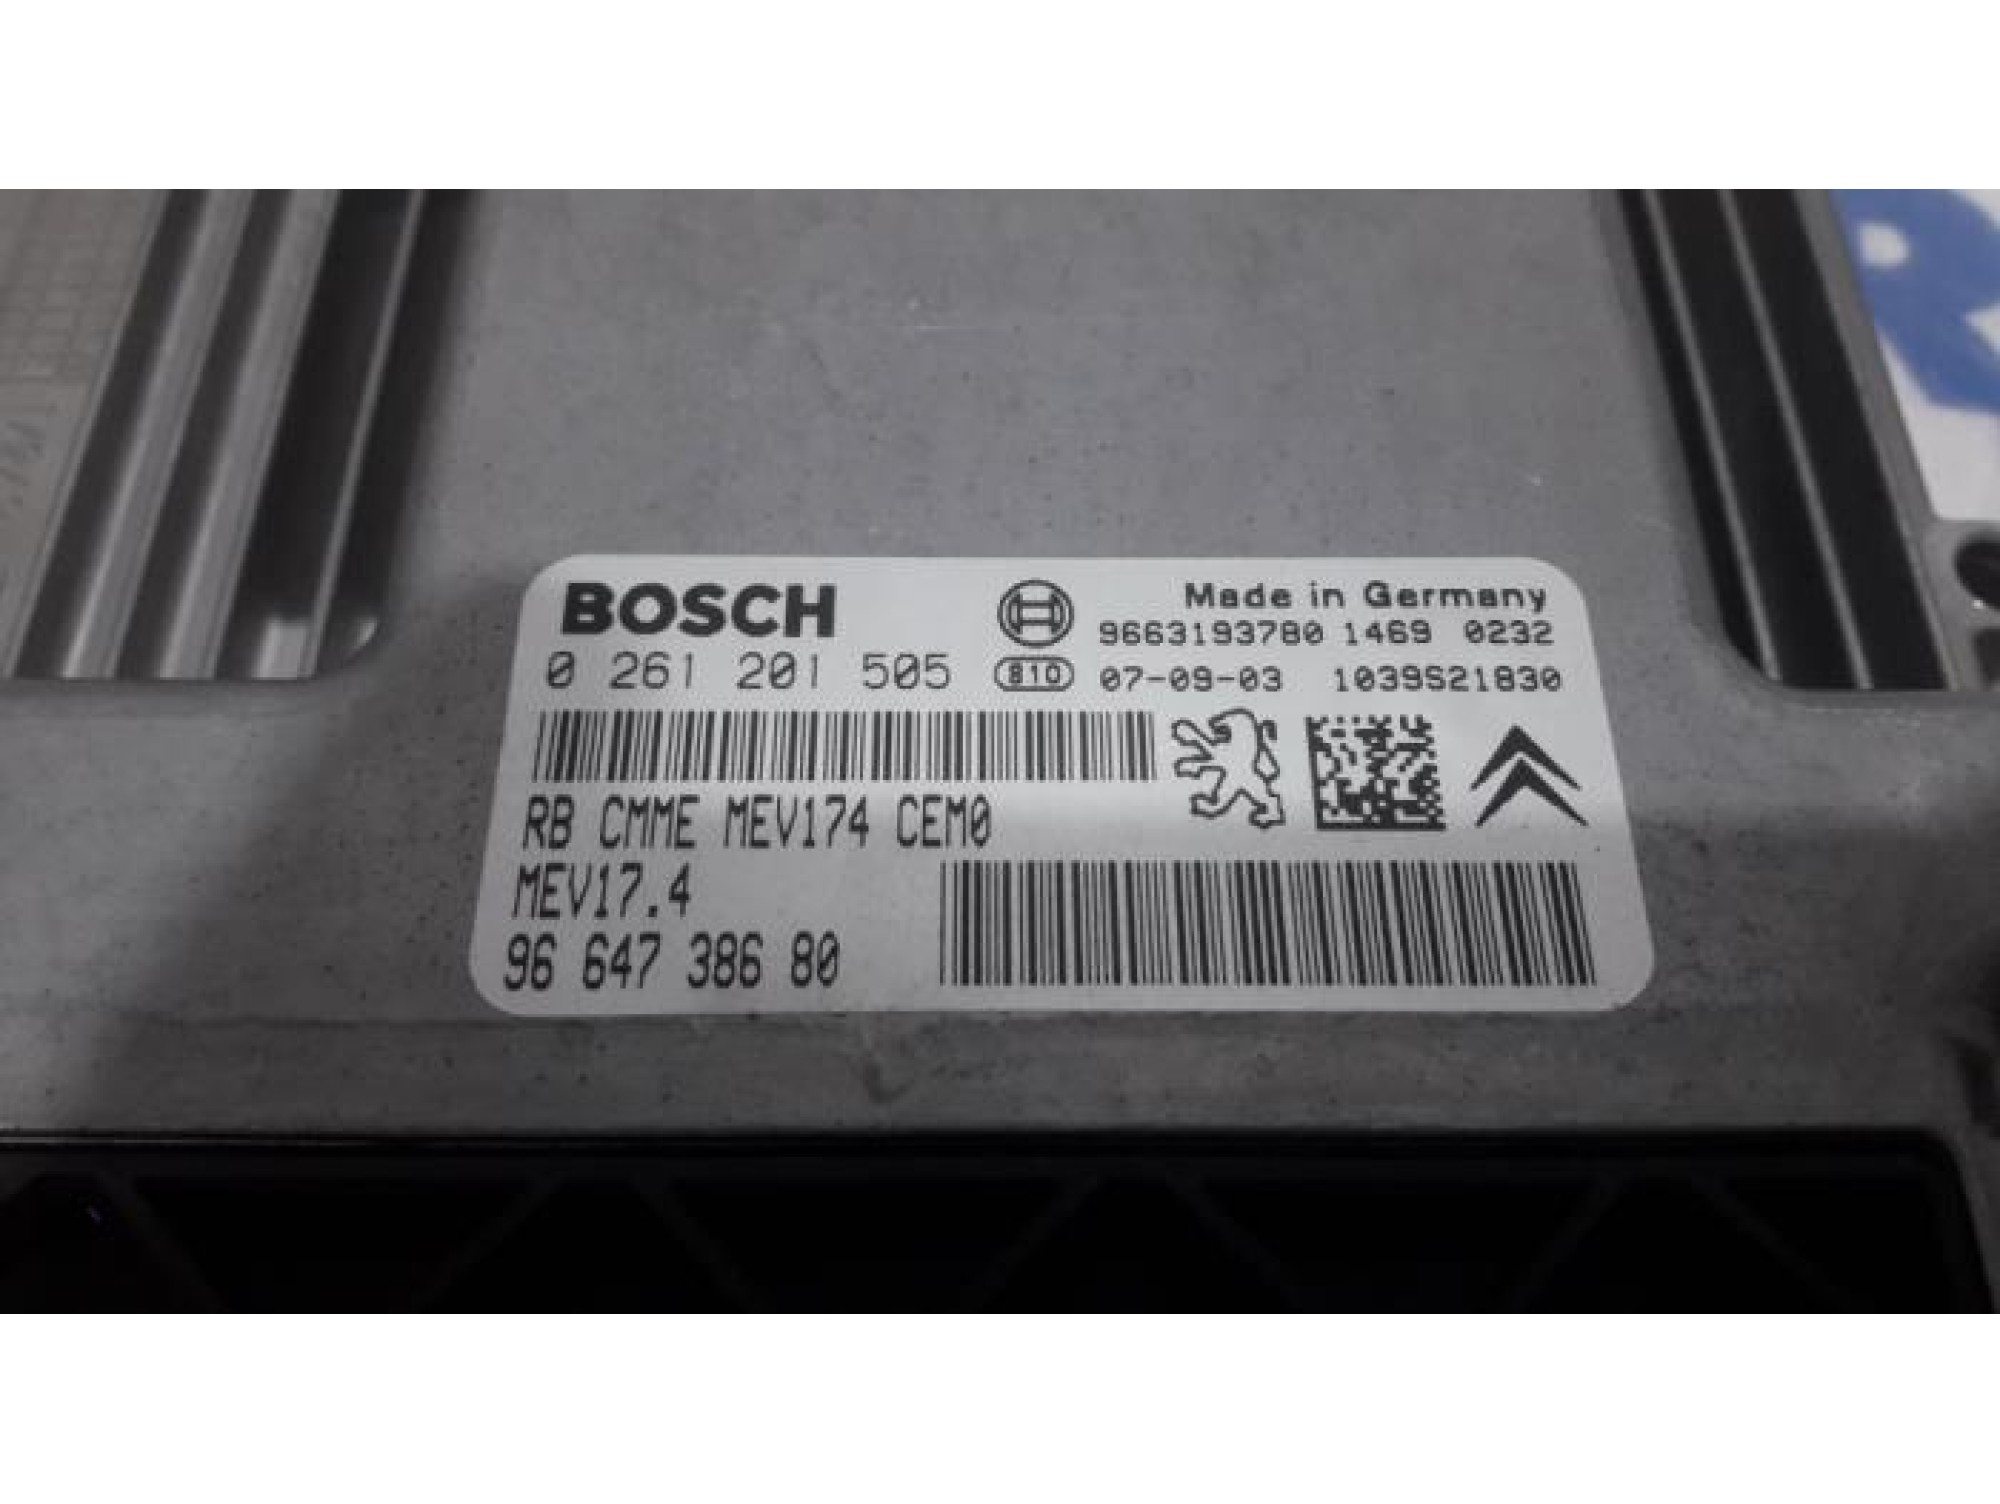 BOSCH
Made in Germany
9663193780 1469 0232
0 261 201 505
810
07-09-03 1039S21830
RB CMME MEV174 CEM0
MEV17.4
96 647 386 80